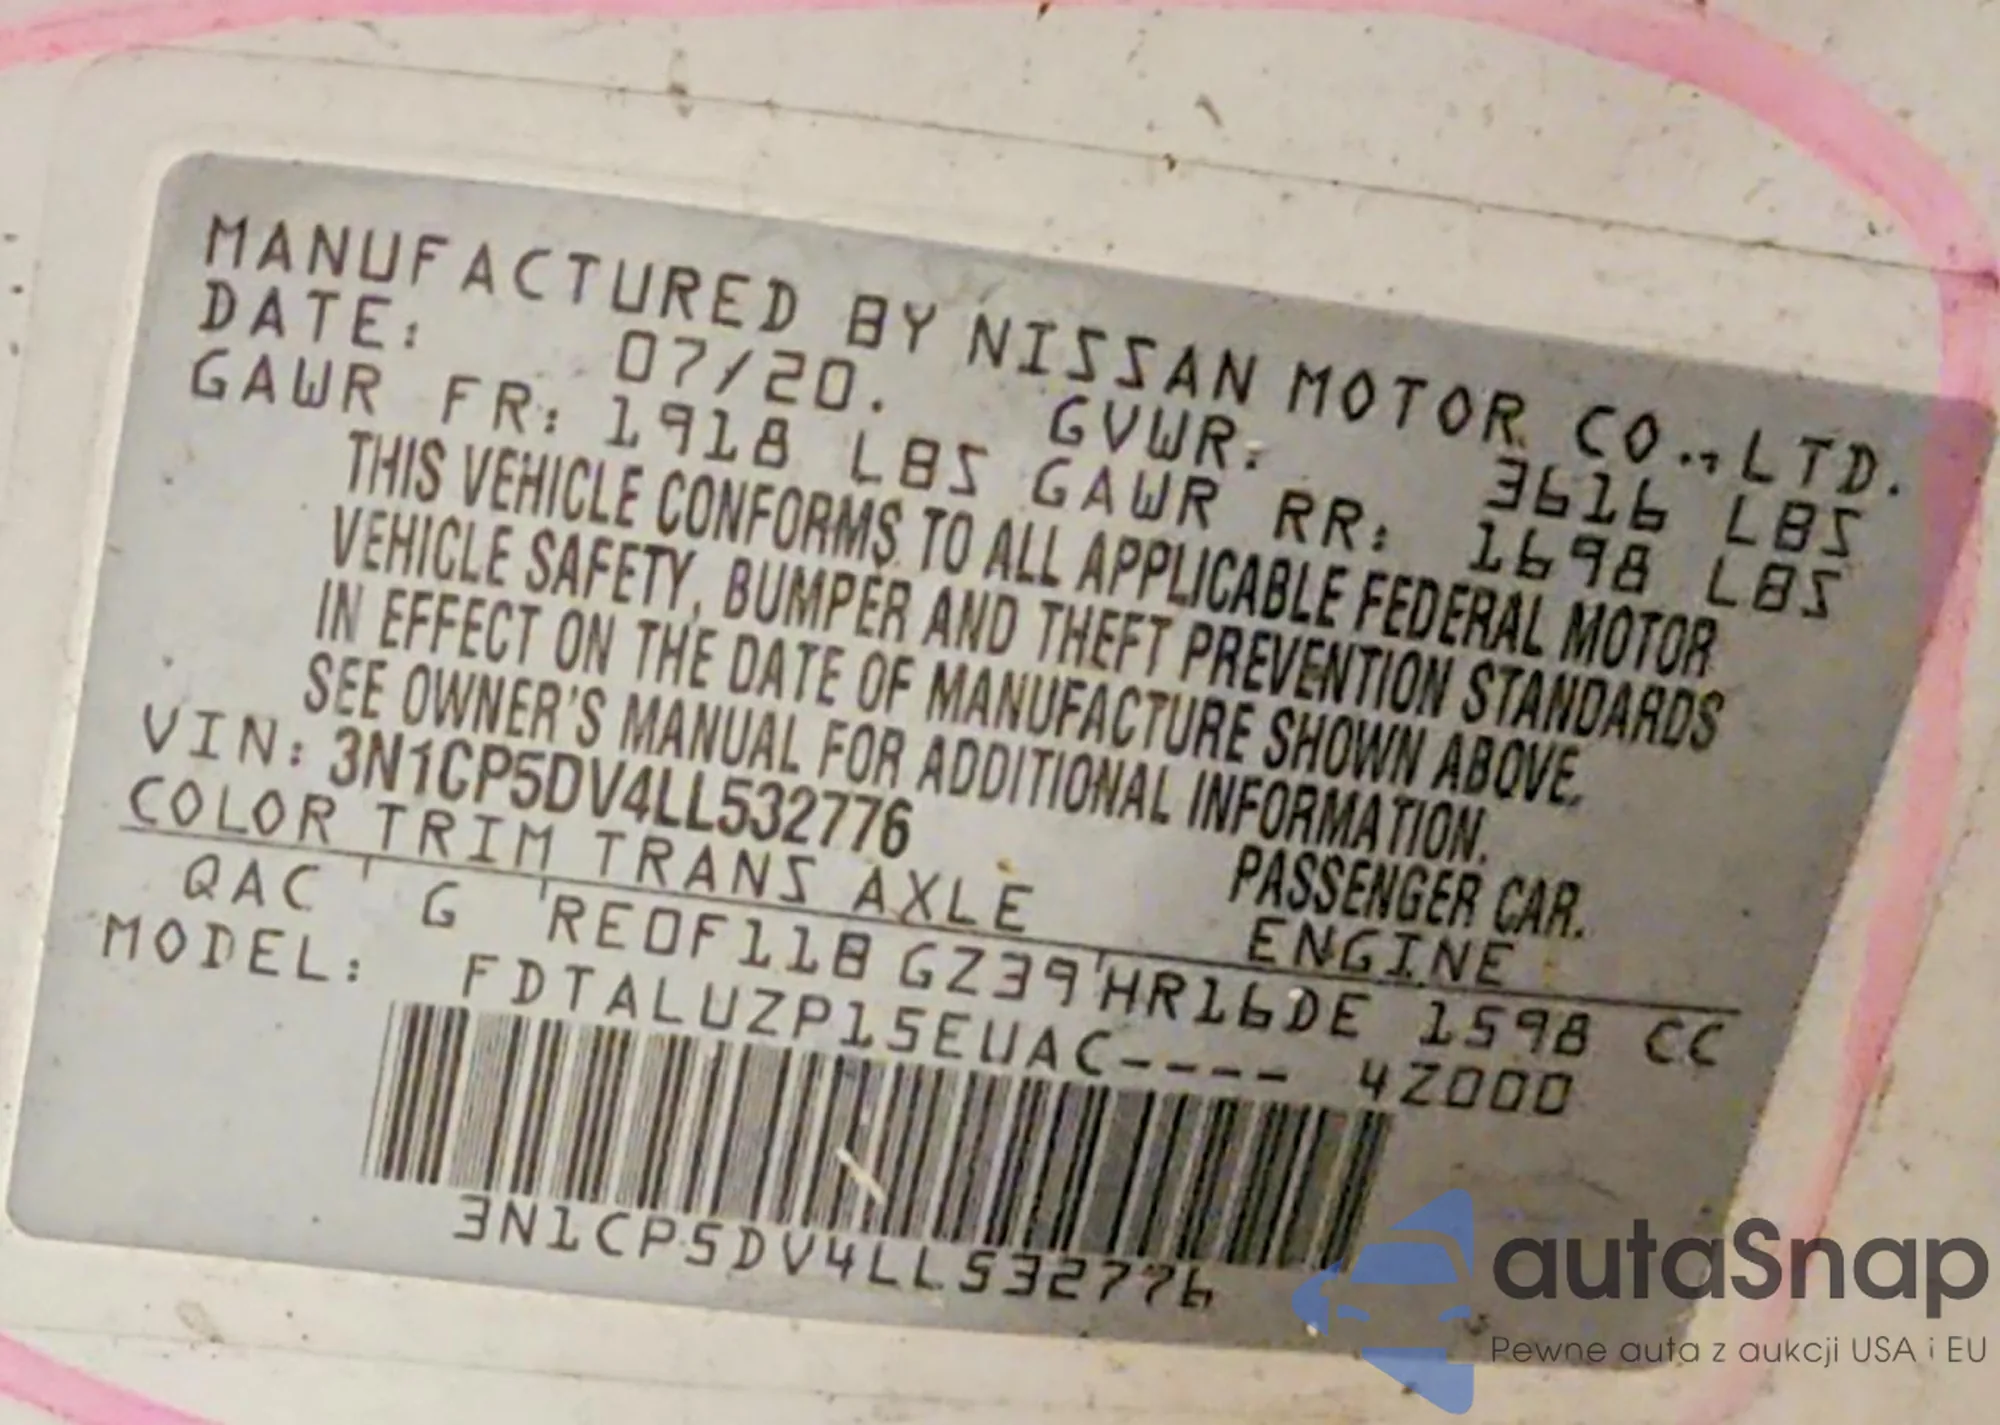 MANUFACTURED BY NISSAN MOTOR CO.,LTD.
DATE: 07/20. GVWR: 3616 LBS
GAWR FR: 1918 LBS GAWR RR: 1698 LBS
THIS VEHICLE CONFORMS TO ALL APPLICABLE FEDERAL MOTOR
VEHICLE SAFETY, BUMPER AND THEFT PREVENTION STANDARDS
IN EFFECT ON THE DATE OF MANUFACTURE SHOWN ABOVE.
SEE OWNER'S MANUAL FOR ADDITIONAL INFORMATION.
VIN: 3N1CP5DV4LL532776 PASSENGER CAR.
COLOR TRIM TRANS AXLE ENGINE
QAC G RE0F11B GZ39 HR16DE 1598 CC
MODEL: FDTALUZP15EUAC---- 4Z000
3N1CP5DV4LL532776
autaSnap
Pewne auta z aukcji USA i EU